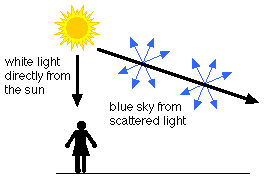 white light
directly from
the sun
blue sky from
scattered light